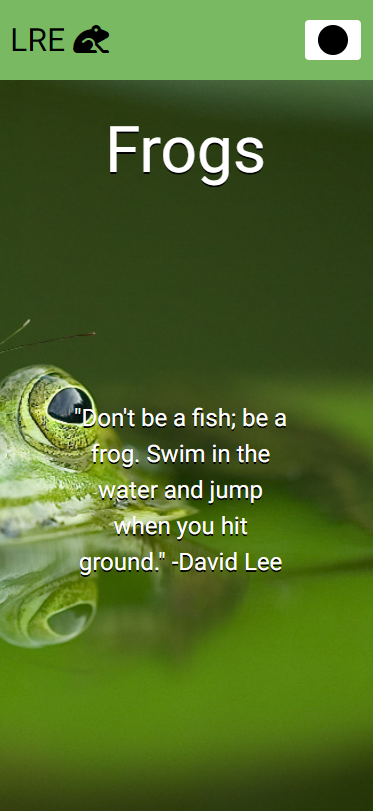 LRE
Frogs
"Don't be a fish; be a
frog. Swim in the
water and jump
when you hit
ground." -David Lee